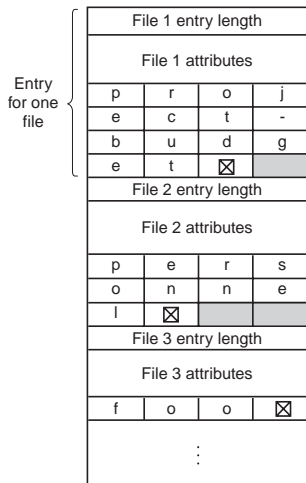 File 1 entry length
File 1 attributes
Entry
for one
file
p r o j
e c t -
b u d g
e t ☒
File 2 entry length
File 2 attributes
p e r s
o n n e
l ☒
File 3 entry length
File 3 attributes
f o o ☒
⋮